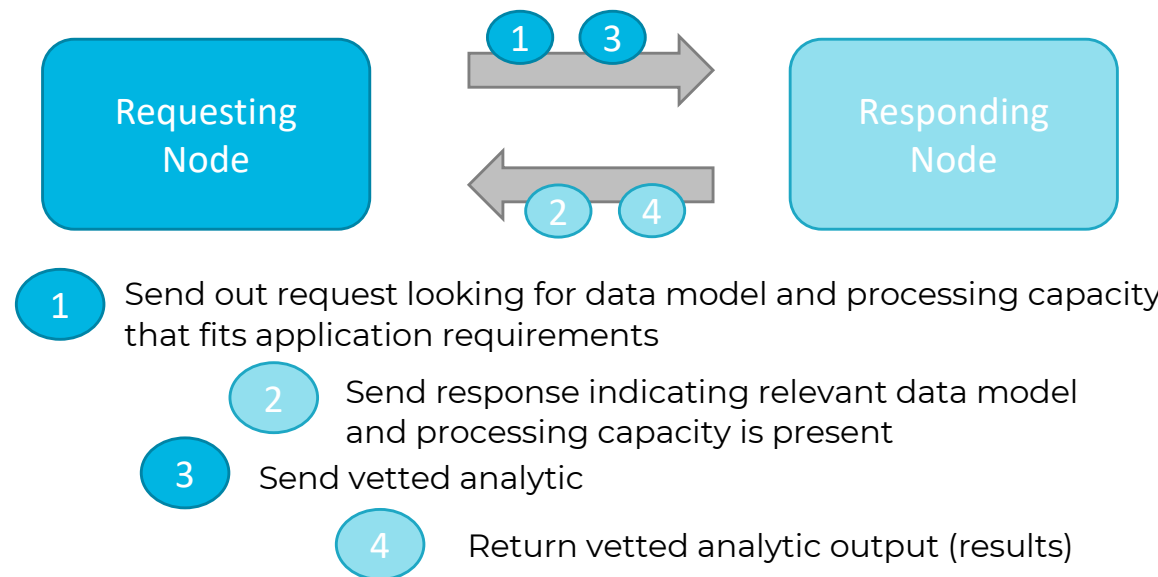 Requesting
Node
1
3
Responding
Node
2
4
1
Send out request looking for data model and processing capacity
that fits application requirements
2
Send response indicating relevant data model
and processing capacity is present
3
Send vetted analytic
4
Return vetted analytic output (results)